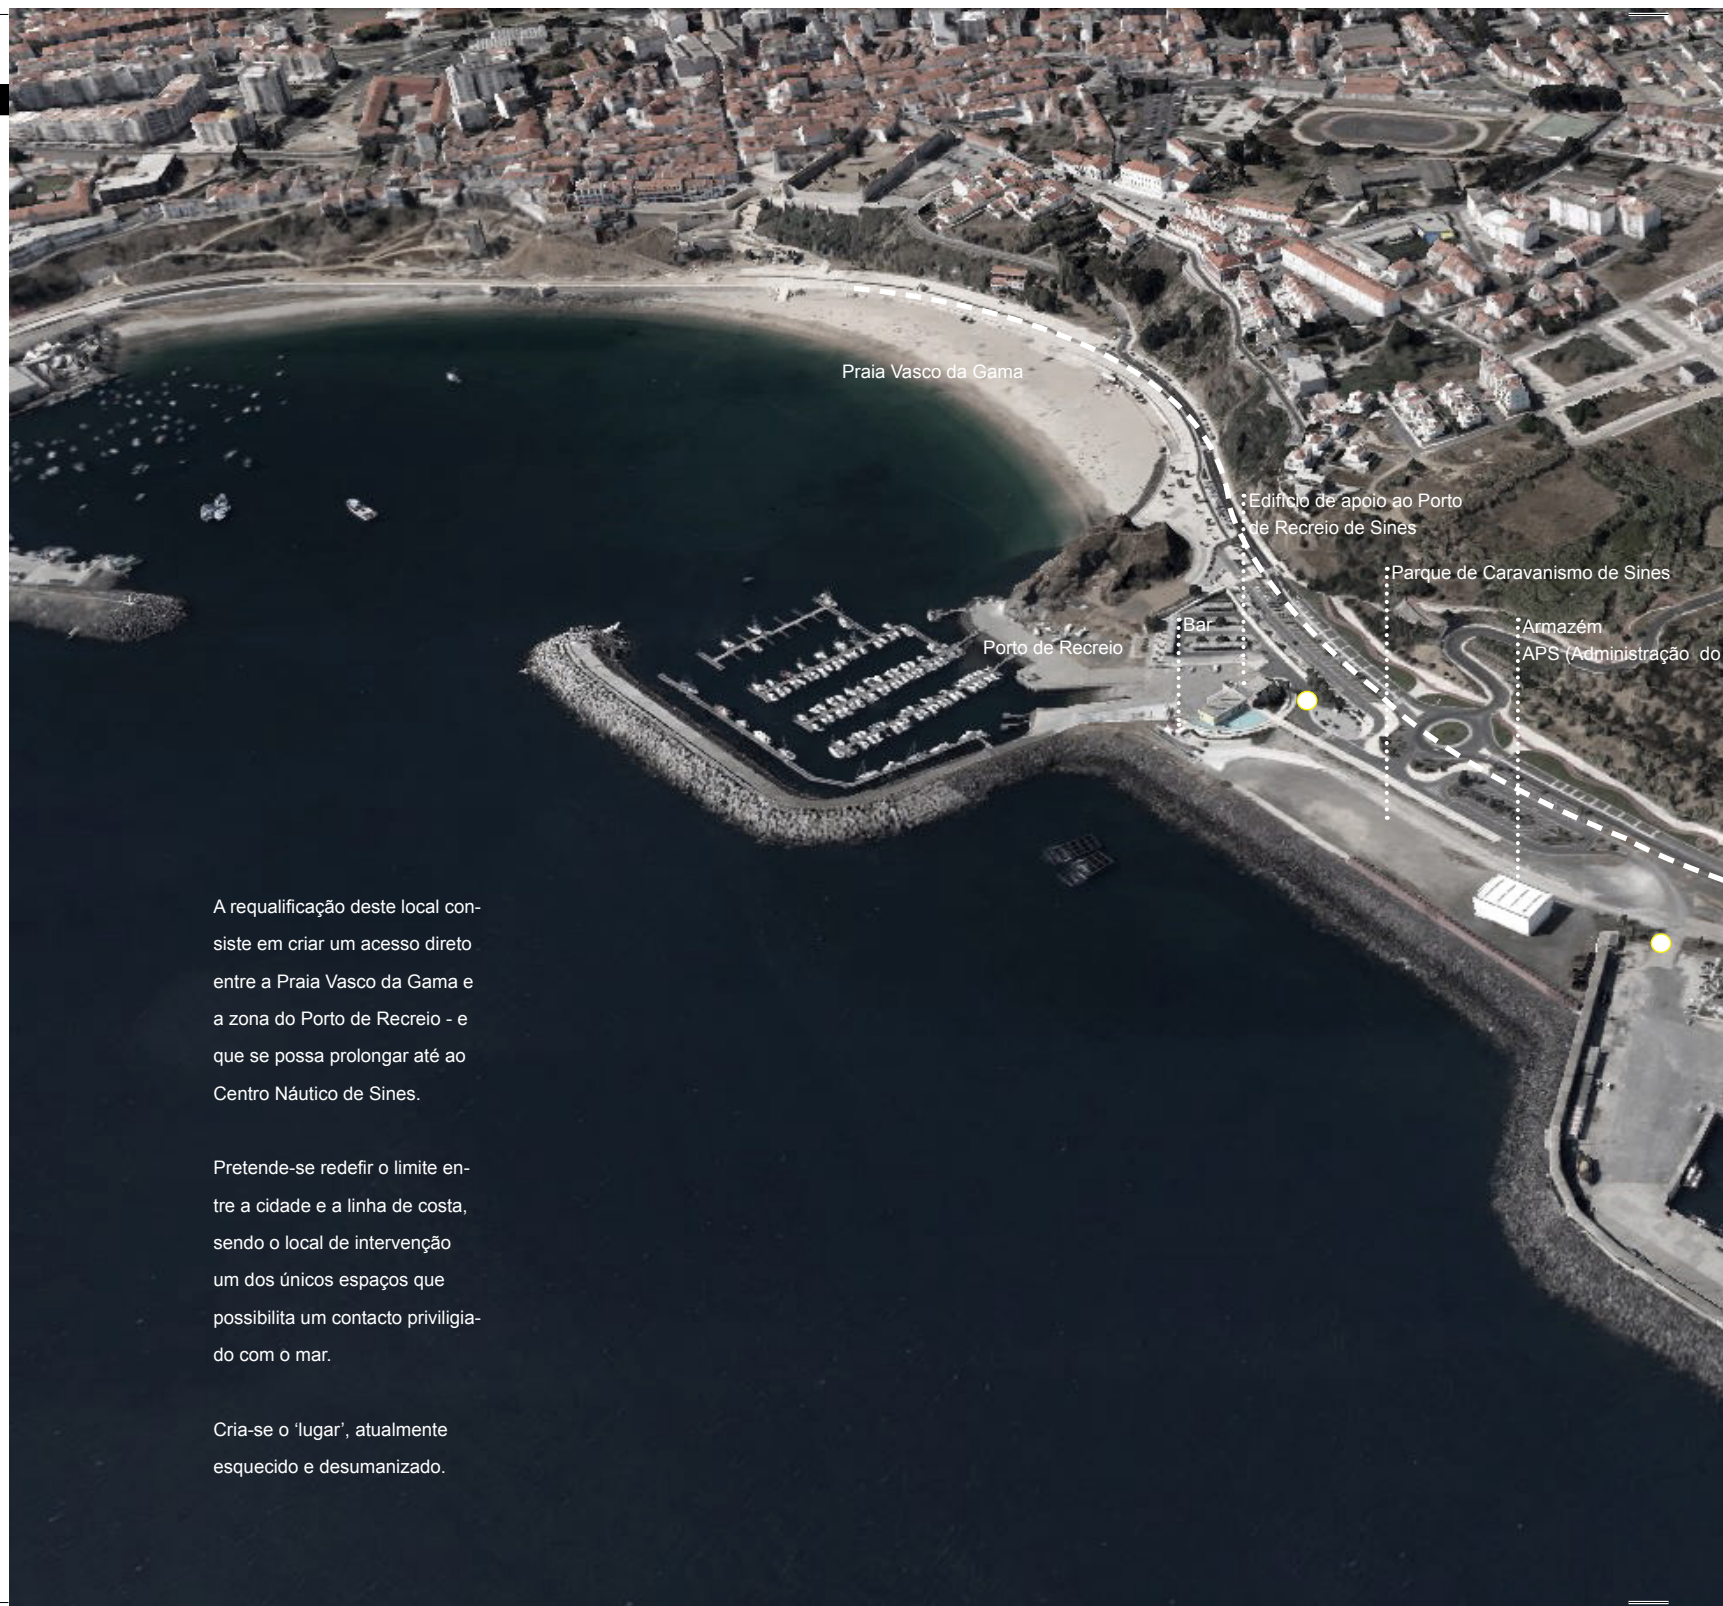 Praia Vasco da Gama
Edifício de apoio ao Porto
de Recreio de Sines
Parque de Caravanismo de Sines
Bar
Armazém
Porto de Recreio
APS (Administração do
A requalificação deste local con-
siste em criar um acesso direto
entre a Praia Vasco da Gama e
a zona do Porto de Recreio - e
que se possa prolongar até ao
Centro Náutico de Sines.
Pretende-se redefir o limite en-
tre a cidade e a linha de costa,
sendo o local de intervenção
um dos únicos espaços que
possibilita um contacto priviligia-
do com o mar.
Cria-se o ‘lugar’, atualmente
esquecido e desumanizado.